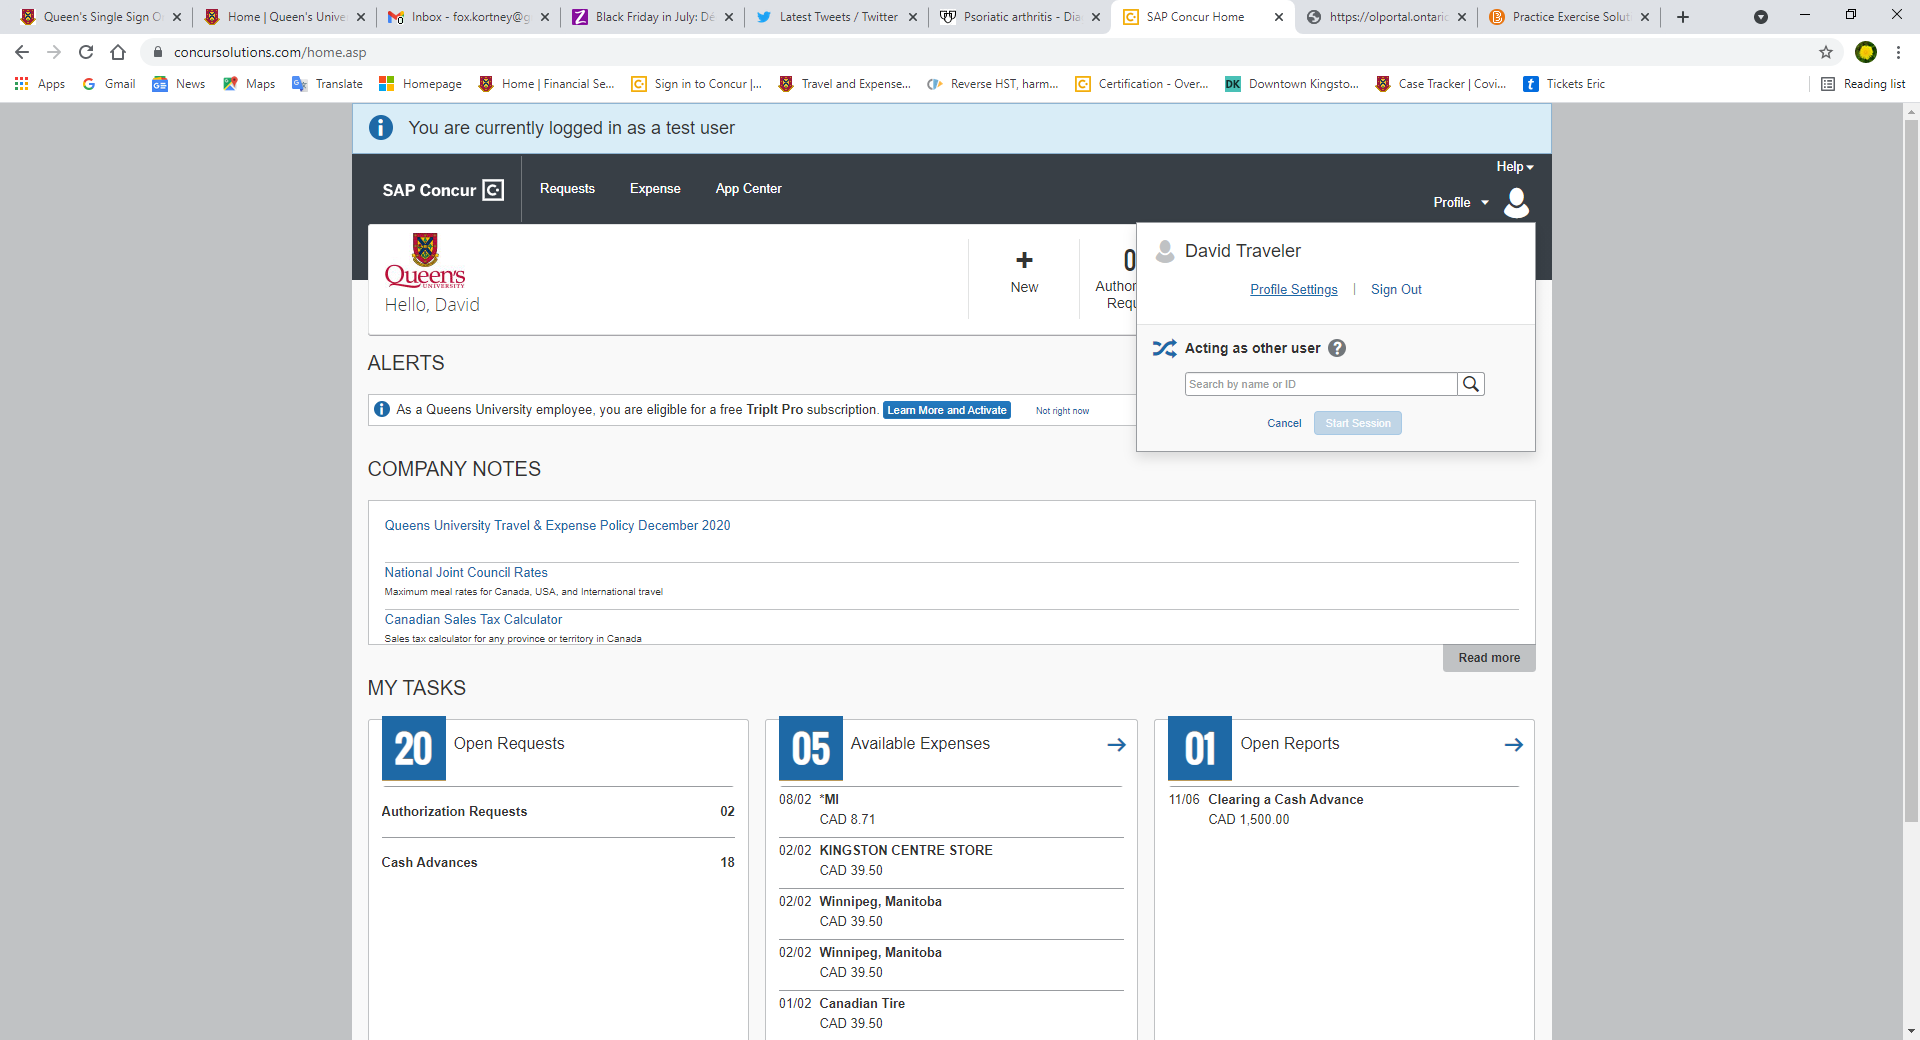 Queen's Single Sign O
Home | Queen's Unive
Inbox - fox.kortney@g
Black Friday in July: De
Latest Tweets / Twitter
Psoriatic arthritis - Dia
SAP Concur Home
https://olportal.ontario
Practice Exercise Solut
concursolutions.com/home.asp
Apps
Gmail
News
Maps
Translate
Homepage
Home | Financial Se...
Sign in to Concur |...
Travel and Expense...
Reverse HST, harm...
Certification - Over...
DK Downtown Kingsto...
Case Tracker | Covi...
Tickets Eric
Reading list
You are currently logged in as a test user
Help
SAP Concur
Requests
Expense
App Center
Profile
Queen's
UNIVERSITY
Hello, David
New
0
Author
Requ
David Traveler
Profile Settings | Sign Out
Acting as other user
Search by name or ID
Cancel
Start Session
ALERTS
As a Queens University employee, you are eligible for a free TripIt Pro subscription. Learn More and Activate Not right now
COMPANY NOTES
Queens University Travel & Expense Policy December 2020
National Joint Council Rates
Maximum meal rates for Canada, USA, and International travel
Canadian Sales Tax Calculator
Sales tax calculator for any province or territory in Canada
Read more
MY TASKS
20 Open Requests
Authorization Requests 02
Cash Advances 18
05 Available Expenses
08/02 *MI
CAD 8.71
02/02 KINGSTON CENTRE STORE
CAD 39.50
02/02 Winnipeg, Manitoba
CAD 39.50
02/02 Winnipeg, Manitoba
CAD 39.50
01/02 Canadian Tire
CAD 39.50
01 Open Reports
11/06 Clearing a Cash Advance
CAD 1,500.00